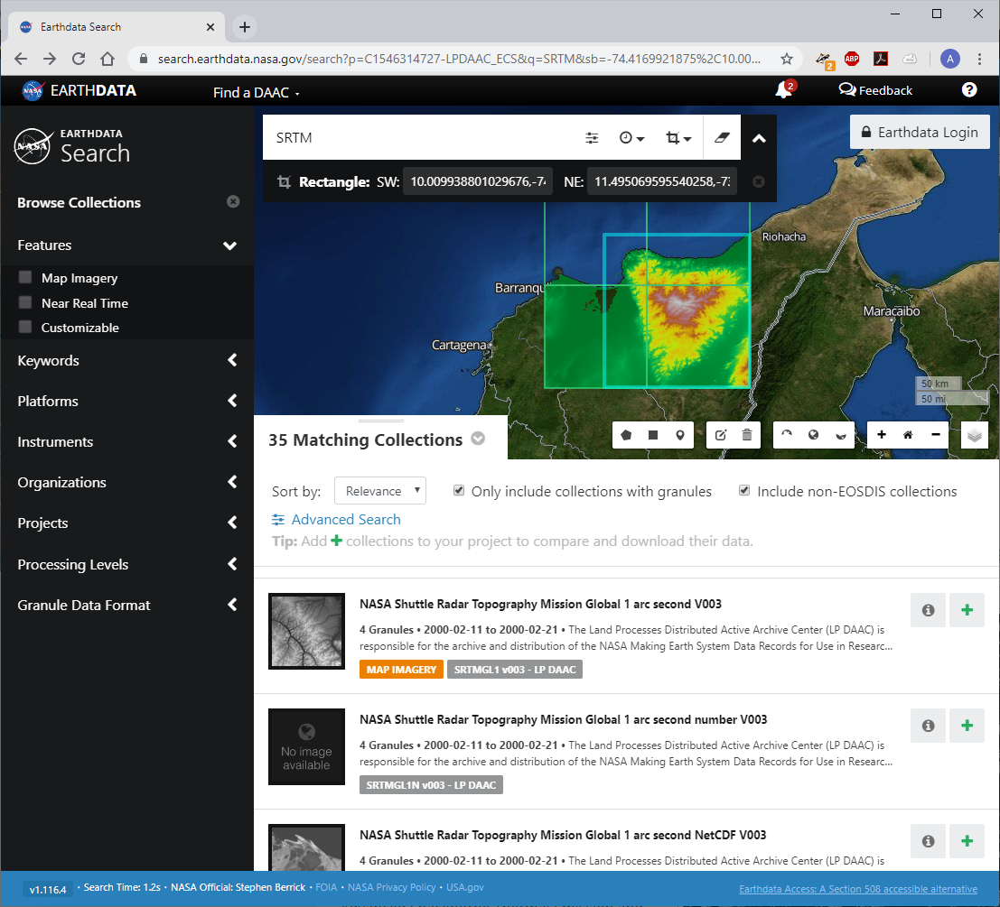 Earthdata Search
search.earthdata.nasa.gov/search?p=C1546314727-LPDAAC_ECS&q=SRTM&sb=-74.4169921875%2C10.00...
2
ABP
A
NASA
EARTHDATA
Find a DAAC
2
Feedback
?
NASA
EARTHDATA
Search
SRTM
Earthdata Login
Rectangle: SW: 10.009938801029676,-74 NE: 11.495069595540258,-73
Browse Collections
Features
Map Imagery
Near Real Time
Customizable
Keywords
Platforms
Instruments
Organizations
Projects
Processing Levels
Granule Data Format
Riohacha
Barranqu
Maracaibo
Cartagena
50 km
50 mi
35 Matching Collections
Sort by: Relevance
Only include collections with granules
Include non-EOSDIS collections
Advanced Search
Tip: Add + collections to your project to compare and download their data.
NASA Shuttle Radar Topography Mission Global 1 arc second V003
4 Granules • 2000-02-11 to 2000-02-21 • The Land Processes Distributed Active Archive Center (LP DAAC) is
responsible for the archive and distribution of the NASA Making Earth System Data Records for Use in Researc...
MAP IMAGERY SRTMGL1 v003 - LP DAAC
No image
available
NASA Shuttle Radar Topography Mission Global 1 arc second number V003
4 Granules • 2000-02-11 to 2000-02-21 • The Land Processes Distributed Active Archive Center (LP DAAC) is
responsible for the archive and distribution of the NASA Making Earth System Data Records for Use in Researc...
SRTMGL1N v003 - LP DAAC
NASA Shuttle Radar Topography Mission Global 1 arc second NetCDF V003
4 Granules • 2000-02-11 to 2000-02-21 • The Land Processes Distributed Active Archive Center (LP DAAC) is
v1.116.4 • Search Time: 1.2s • NASA Official: Stephen Berrick • FOIA • NASA Privacy Policy • USA.gov
Earthdata Access: A Section 508 accessible alternative